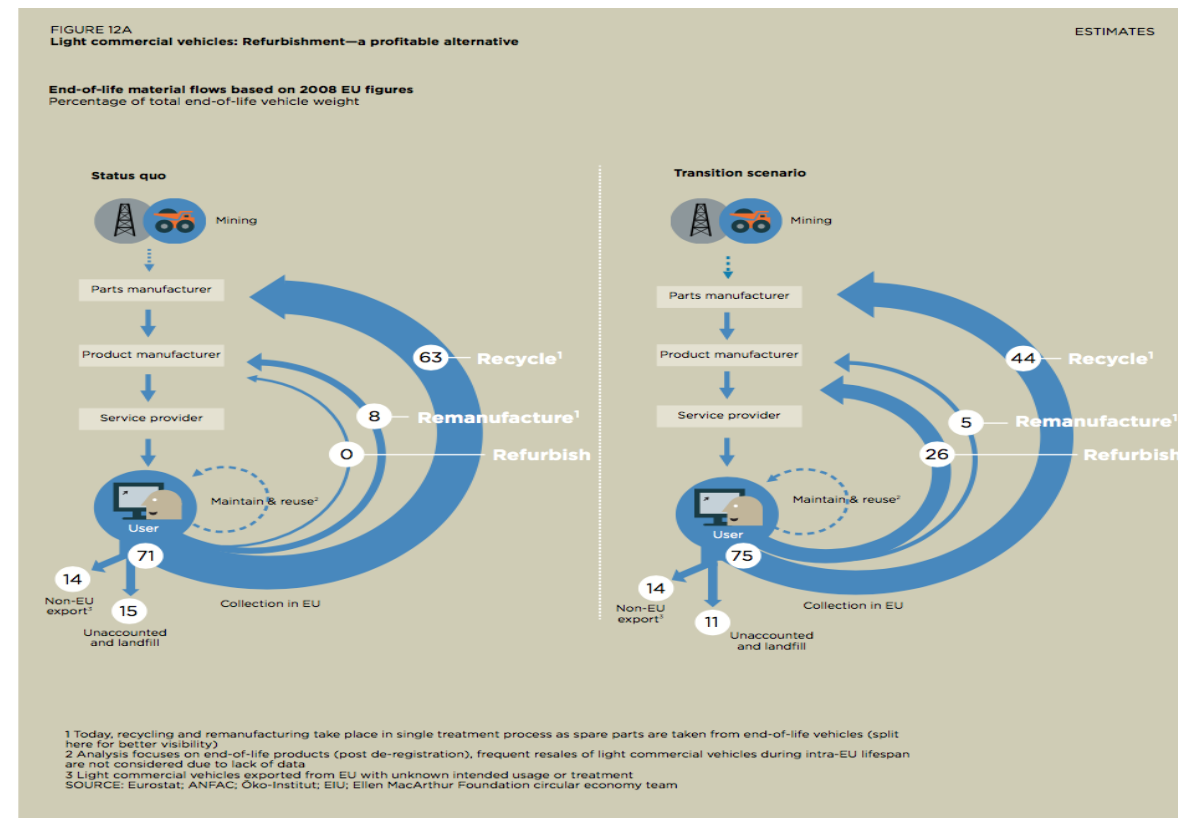 FIGURE 12A
Light commercial vehicles: Refurbishment—a profitable alternative
ESTIMATES
End-of-life material flows based on 2008 EU figures
Percentage of total end-of-life vehicle weight
Status quo
Mining
Parts manufacturer
Product manufacturer
Service provider
User
Maintain & reuse²
63 Recycle¹
8 Remanufacture¹
0 Refurbish
71
14
Non-EU
export³
15
Unaccounted
and landfill
Collection in EU
Transition scenario
Mining
Parts manufacturer
Product manufacturer
Service provider
User
Maintain & reuse²
44 Recycle¹
5 Remanufacture¹
26 Refurbish
75
14
Non-EU
export³
11
Unaccounted
and landfill
Collection in EU
1 Today, recycling and remanufacturing take place in single treatment process as spare parts are taken from end-of-life vehicles (split
here for better visibility)
2 Analysis focuses on end-of-life products (post de-registration), frequent resales of light commercial vehicles during intra-EU lifespan
are not considered due to lack of data
3 Light commercial vehicles exported from EU with unknown intended usage or treatment
SOURCE: Eurostat; ANFAC; Öko-Institut; EIU; Ellen MacArthur Foundation circular economy team